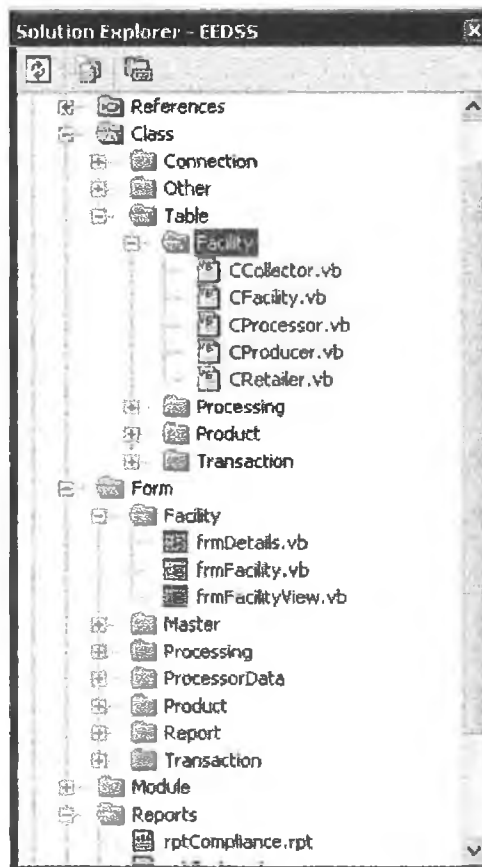 Solution Explorer - EEDSS
References
Class
Connection
Other
Table
Facility
CCollector.vb
CFacility.vb
CProcessor.vb
CProducer.vb
CRetailer.vb
Processing
Product
Transaction
Form
Facility
frmDetails.vb
frmFacility.vb
frmFacilityView.vb
Master
Processing
ProcessorData
Product
Report
Transaction
Module
Reports
rptCompliance.rpt